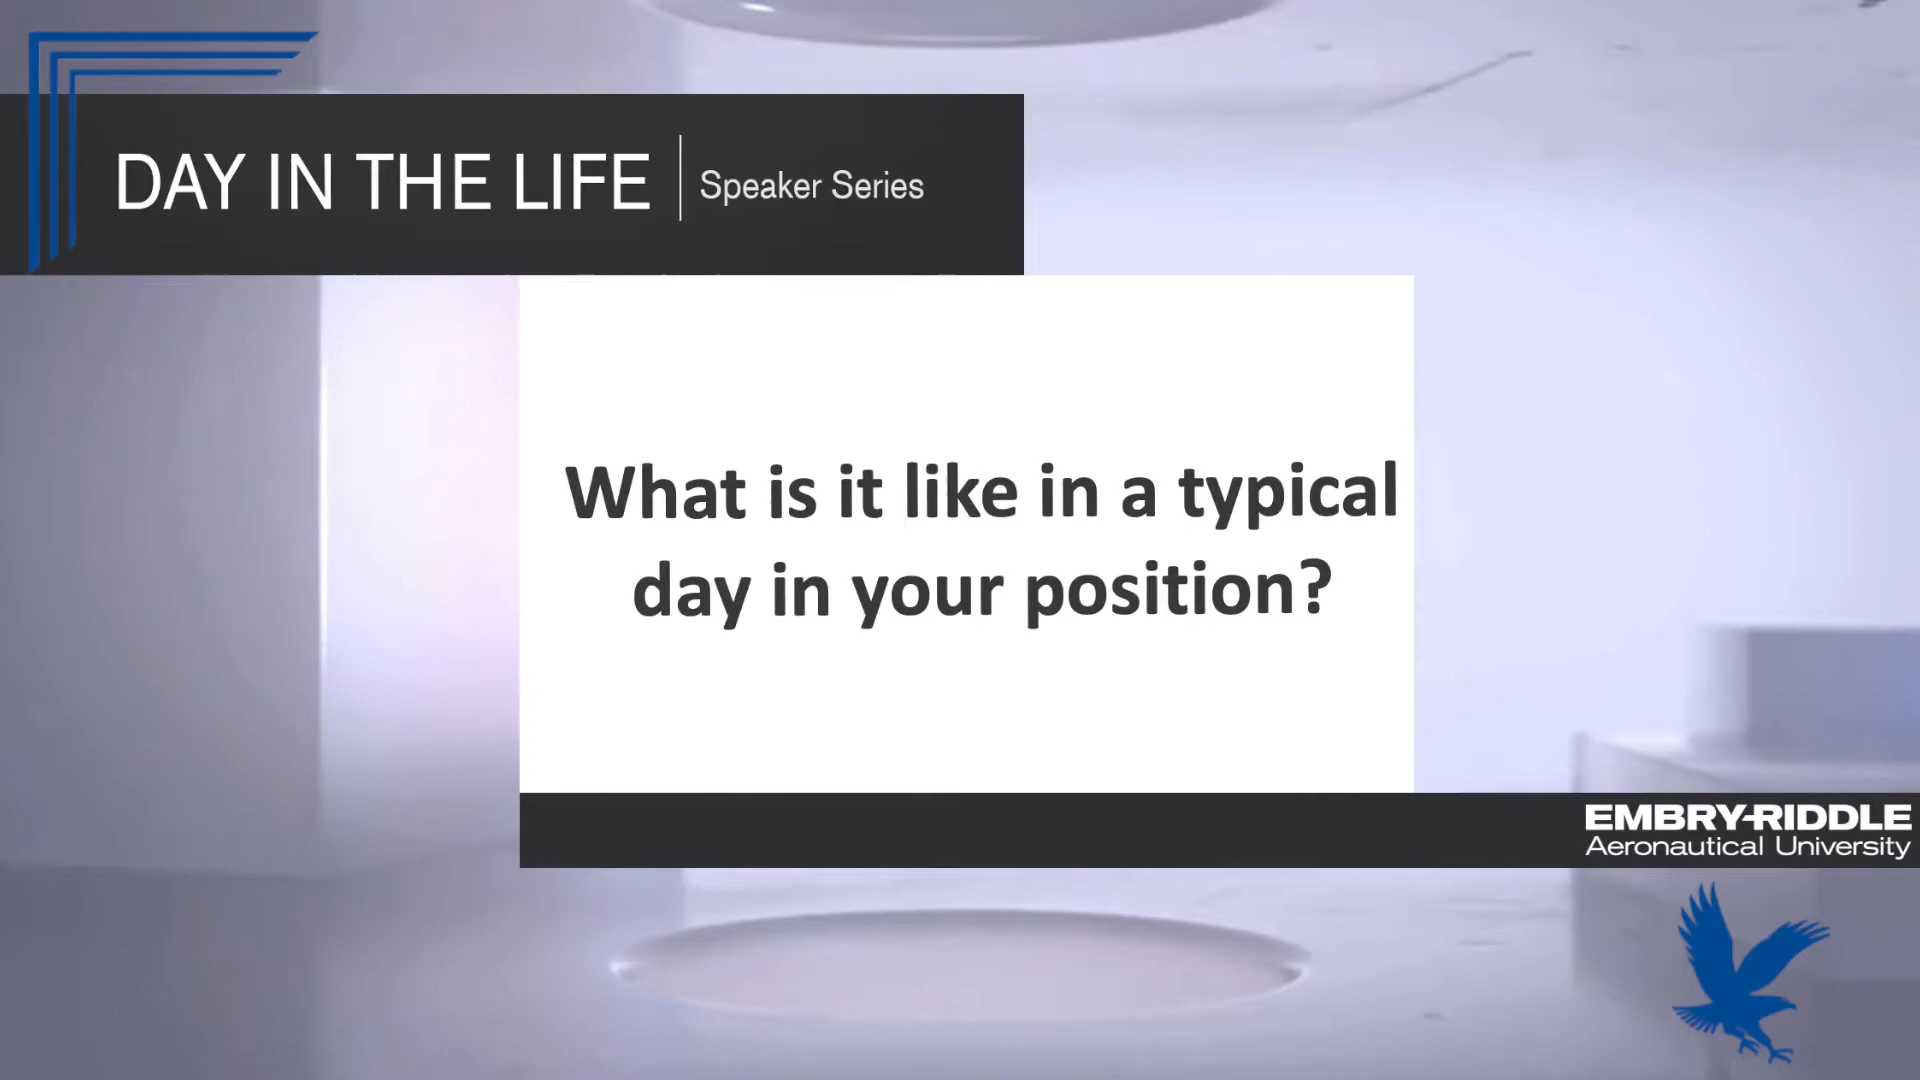 DAY IN THE LIFE
Speaker Series
What is it like in a typical
day in your position?
EMBRY-RIDDLE
Aeronautical University